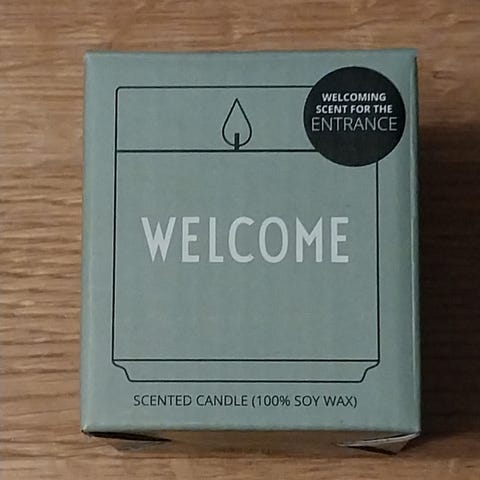 WELCOMING
SCENT FOR THE
ENTRANCE
WELCOME
SCENTED CANDLE (100% SOY WAX)